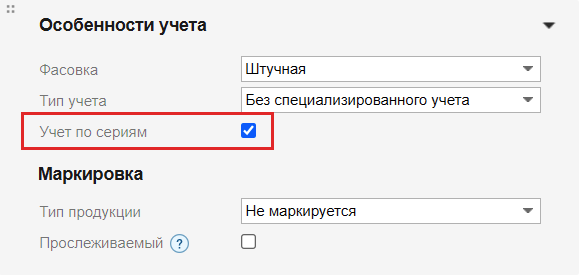 Особенности учета
Фасовка Штучная
Тип учета Без специализированного учета
Учет по сериям
Маркировка
Тип продукции Не маркируется
Прослеживаемый ?